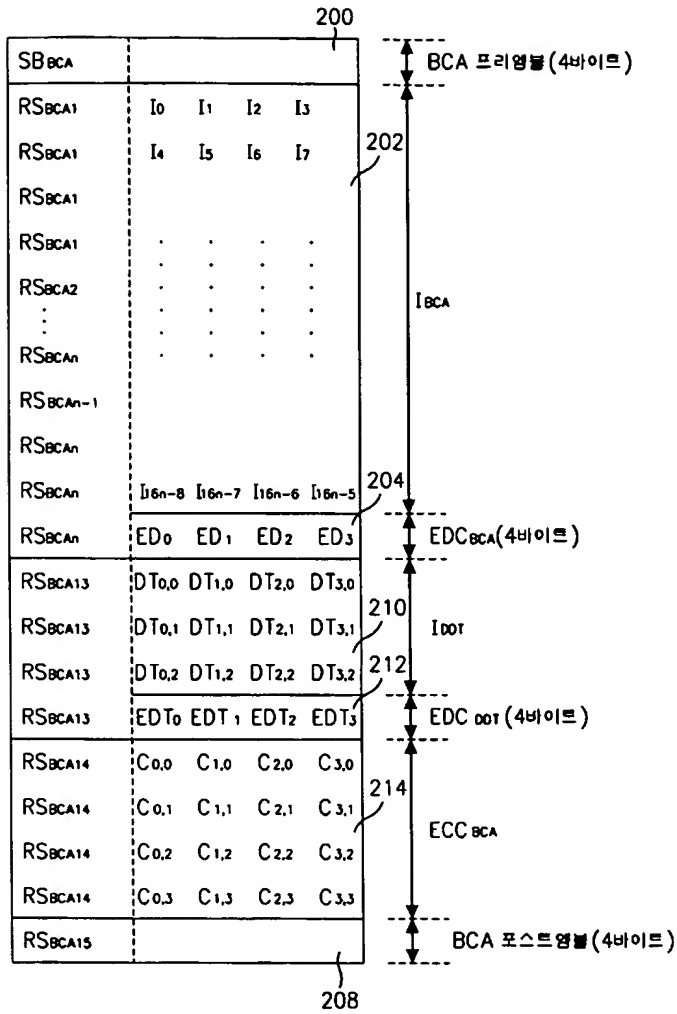 200
SBBCA BCA 프리앰블(4바이트)
RSBCA1 I0 I1 I2 I3
RSBCA1 I4 I5 I6 I7 202
RSBCA1
RSBCA1 . . . .
RSBCA2 . . . .
IBCA
⋮ . . . .
RSBCAn . . . .
RSBCAn-1
RSBCAn
RSBCAn I16n-8 I16n-7 I16n-6 I16n-5 204
RSBCAn ED0 ED1 ED2 ED3 EDCBCA(4바이트)
RSBCA13 DT0,0 DT1,0 DT2,0 DT3,0
RSBCA13 DT0,1 DT1,1 DT2,1 DT3,1 210 IDDT
RSBCA13 DT0,2 DT1,2 DT2,2 DT3,2 212
RSBCA13 EDT0 EDT1 EDT2 EDT3 EDC DDT(4바이트)
RSBCA14 C0,0 C1,0 C2,0 C3,0
RSBCA14 C0,1 C1,1 C2,1 C3,1 214
ECCBCA
RSBCA14 C0,2 C1,2 C2,2 C3,2
RSBCA14 C0,3 C1,3 C2,3 C3,3
RSBCA15 BCA 포스트앰블(4바이트)
208